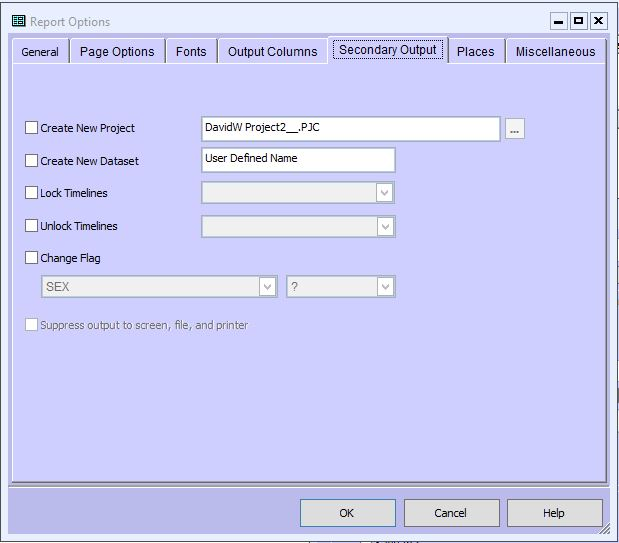 Report Options
General Page Options Fonts Output Columns Secondary Output Places Miscellaneous
Create New Project DavidW Project2__.PJC ...
Create New Dataset User Defined Name
Lock Timelines
Unlock Timelines
Change Flag
SEX ?
Suppress output to screen, file, and printer
OK Cancel Help